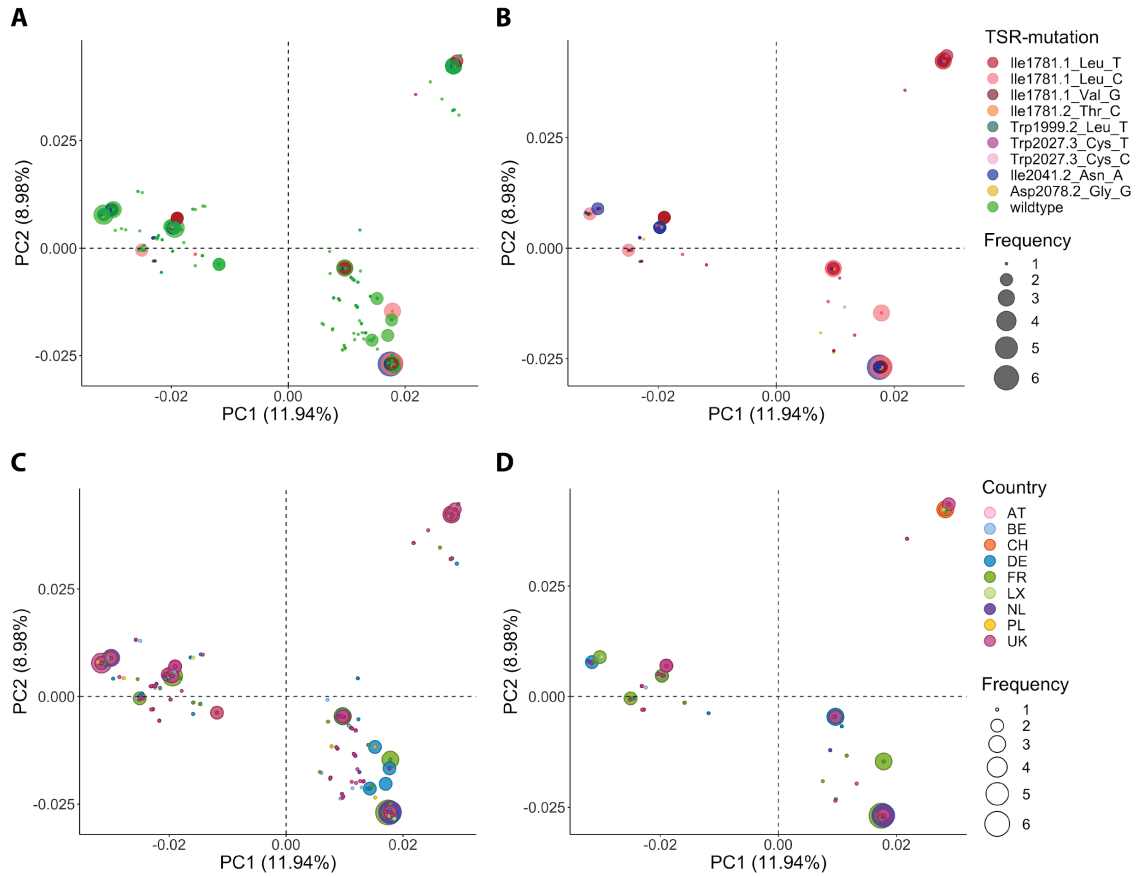 A
B
PC2 (8.98%)
0.025
0.000
-0.025
-0.02
0.00
0.02
PC1 (11.94%)
PC2 (8.98%)
0.025
0.000
-0.025
-0.02
0.00
0.02
PC1 (11.94%)
TSR-mutation
Ile1781.1_Leu_T
Ile1781.1_Leu_C
Ile1781.1_Val_G
Ile1781.2_Thr_C
Trp1999.2_Leu_T
Trp2027.3_Cys_T
Trp2027.3_Cys_C
Ile2041.2_Asn_A
Asp2078.2_Gly_G
wildtype
Frequency
1
2
3
4
5
6
C
D
PC2 (8.98%)
0.025
0.000
-0.025
-0.02
0.00
0.02
PC1 (11.94%)
PC2 (8.98%)
0.025
0.000
-0.025
-0.02
0.00
0.02
PC1 (11.94%)
Country
AT
BE
CH
DE
FR
LX
NL
PL
UK
Frequency
1
2
3
4
5
6